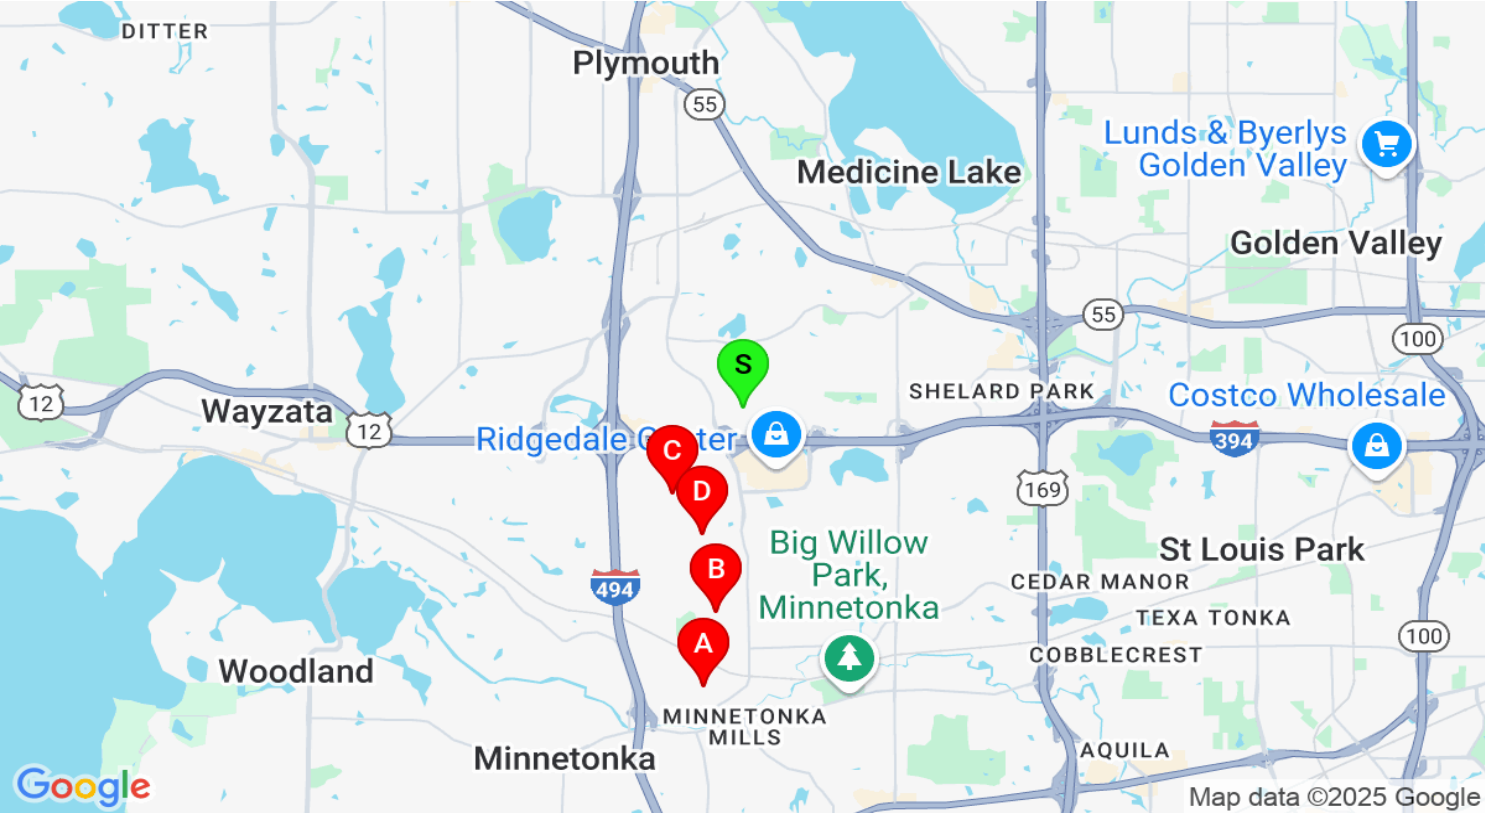 DITTER
Plymouth
55
Lunds & Byerlys
Golden Valley
Medicine Lake
Golden Valley
55
100
S
12
Wayzata
12
SHELARD PARK
Costco Wholesale
Ridgedale Center
394
C
D
169
Big Willow
Park,
Minnetonka
St Louis Park
B
494
CEDAR MANOR
TEXA TONKA
A
100
COBBLECREST
Woodland
MINNETONKA
MILLS
Minnetonka
AQUILA
Google
Map data ©2025 Google